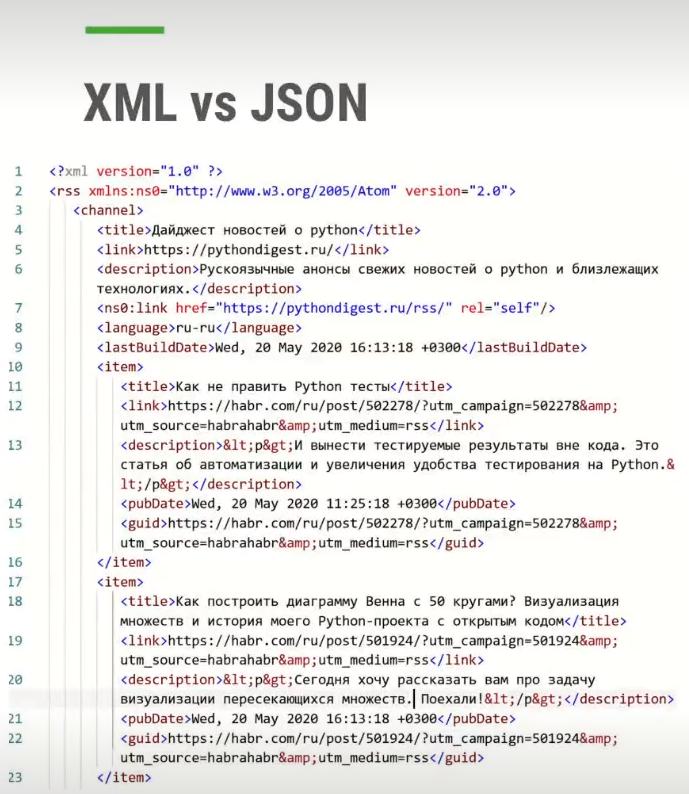 XML vs JSON
1 <?xml version="1.0" ?>
2 <rss xmlns:ns0="http://www.w3.org/2005/Atom" version="2.0">
3 <channel>
4 <title>Дайджест новостей о python</title>
5 <link>https://pythondigest.ru/</link>
6 <description>Рускоязычные анонсы свежих новостей о python и близлежащих
технологиях.</description>
7 <ns0:link href="https://pythondigest.ru/rss/" rel="self"/>
8 <language>ru-ru</language>
9 <lastBuildDate>Wed, 20 May 2020 16:13:18 +0300</lastBuildDate>
10 <item>
11 <title>Как не править Python тесты</title>
12 <link>https://habr.com/ru/post/502278/?utm_campaign=502278&amp;
utm_source=habrahabr&amp;utm_medium=rss</link>
13 <description>&lt;p&gt;И вынести тестируемые результаты вне кода. Это
статья об автоматизации и увеличения удобства тестирования на Python.&
lt;/p&gt;</description>
14 <pubDate>Wed, 20 May 2020 11:25:18 +0300</pubDate>
15 <guid>https://habr.com/ru/post/502278/?utm_campaign=502278&amp;
utm_source=habrahabr&amp;utm_medium=rss</guid>
16 </item>
17 <item>
18 <title>Как построить диаграмму Венна с 50 кругами? Визуализация
множеств и история моего Python-проекта с открытым кодом</title>
19 <link>https://habr.com/ru/post/501924/?utm_campaign=501924&amp;
utm_source=habrahabr&amp;utm_medium=rss</link>
20 <description>&lt;p&gt;Сегодня хочу рассказать вам про задачу
визуализации пересекающихся множеств. Поехали!&lt;/p&gt;</description>
21 <pubDate>Wed, 20 May 2020 16:13:18 +0300</pubDate>
22 <guid>https://habr.com/ru/post/501924/?utm_campaign=501924&amp;
utm_source=habrahabr&amp;utm_medium=rss</guid>
23 </item>